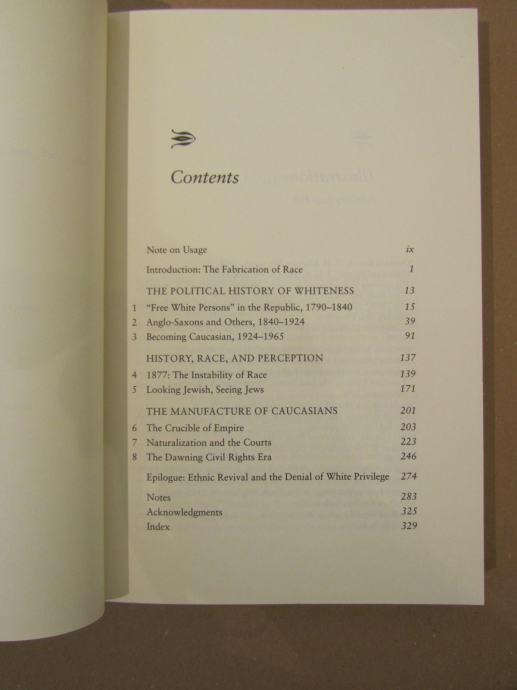 Contents
Note on Usage ix
Introduction: The Fabrication of Race 1
THE POLITICAL HISTORY OF WHITENESS 13
1 "Free White Persons" in the Republic, 1790–1840 15
2 Anglo-Saxons and Others, 1840–1924 39
3 Becoming Caucasian, 1924–1965 91
HISTORY, RACE, AND PERCEPTION 137
4 1877: The Instability of Race 139
5 Looking Jewish, Seeing Jews 171
THE MANUFACTURE OF CAUCASIANS 201
6 The Crucible of Empire 203
7 Naturalization and the Courts 223
8 The Dawning Civil Rights Era 246
Epilogue: Ethnic Revival and the Denial of White Privilege 274
Notes 283
Acknowledgments 325
Index 329